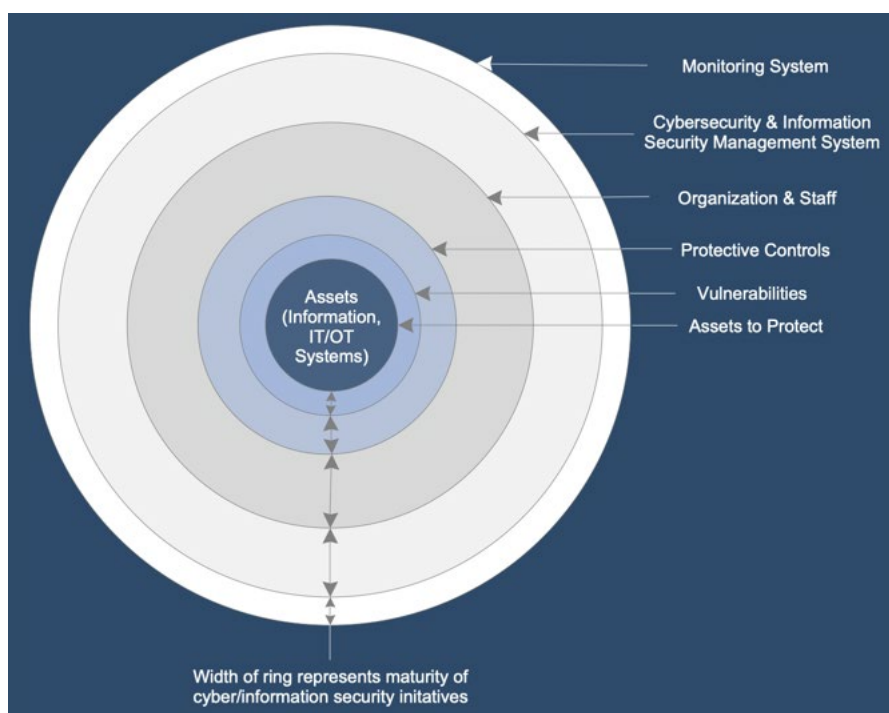 Monitoring System
Cybersecurity & Information
Security Management System
Organization & Staff
Protective Controls
Vulnerabilities
Assets to Protect
Assets
(Information,
IT/OT
Systems)
Width of ring represents maturity of
cyber/information security initatives